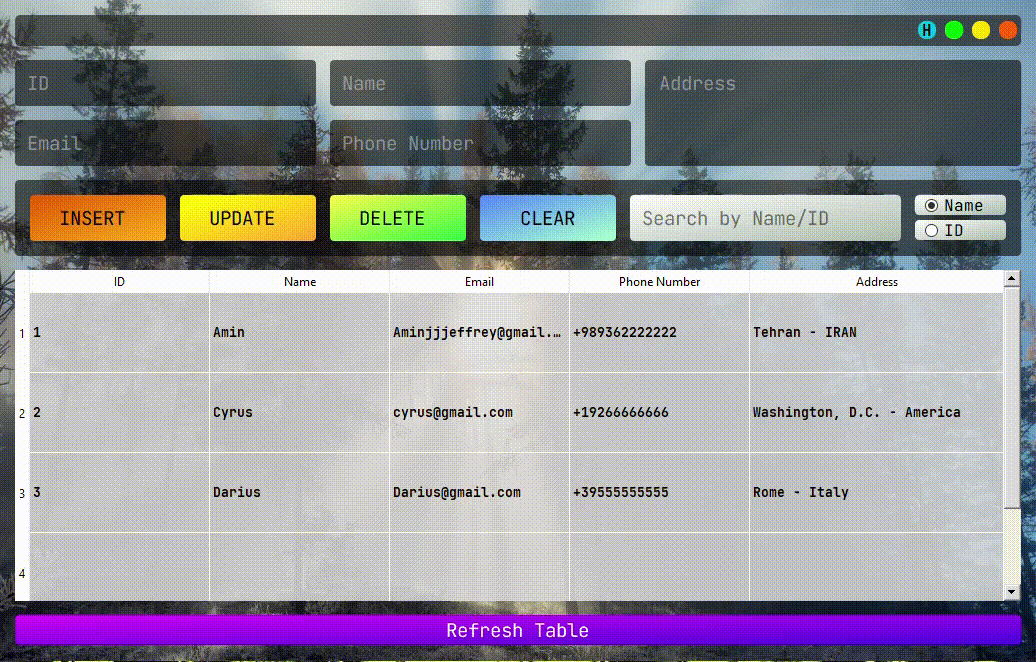 H
ID Name Address
Email Phone Number
INSERT UPDATE DELETE CLEAR Search by Name/ID Name
ID
ID Name Email Phone Number Address
1 1 Amin Aminjjjeffrey@gmail.… +989362222222 Tehran - IRAN
2 2 Cyrus cyrus@gmail.com +19266666666 Washington, D.C. - America
3 3 Darius Darius@gmail.com +39555555555 Rome - Italy
4
Refresh Table